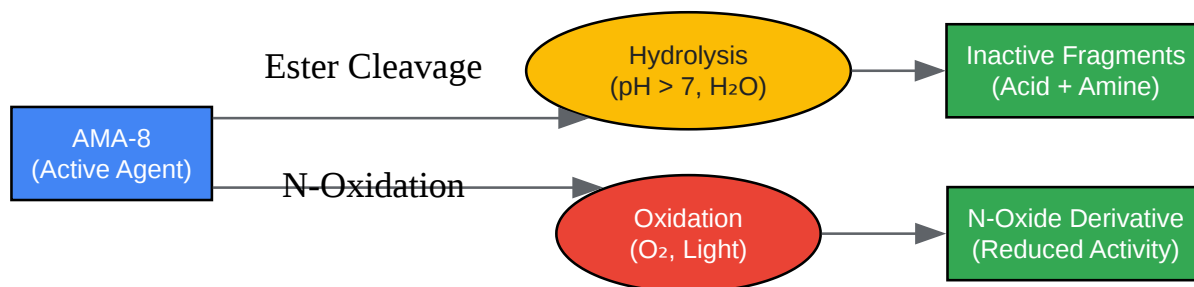 AMA-8
(Active Agent)
Ester Cleavage
N-Oxidation
Hydrolysis
(pH > 7, H₂O)
Oxidation
(O₂, Light)
Inactive Fragments
(Acid + Amine)
N-Oxide Derivative
(Reduced Activity)